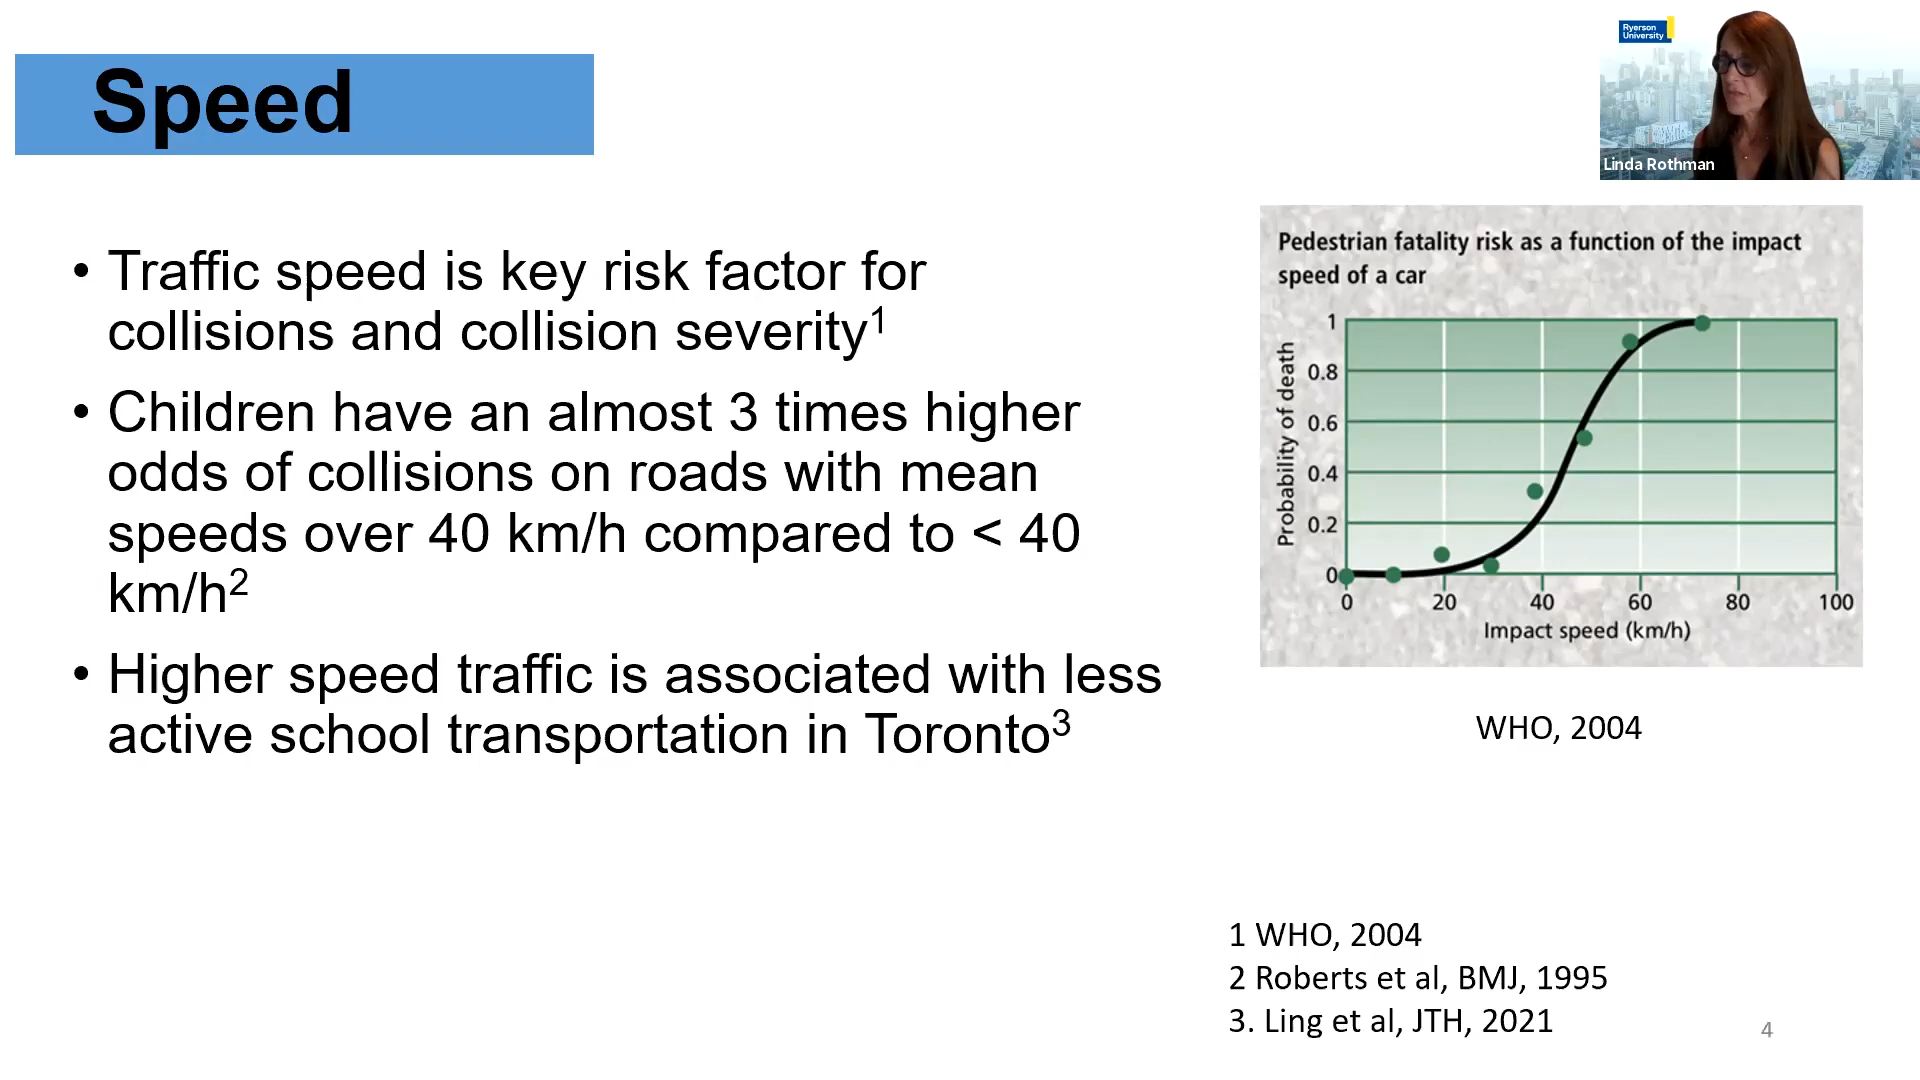 Speed
Ryerson
University
Linda Rothman
• Traffic speed is key risk factor for
collisions and collision severity¹
• Children have an almost 3 times higher
odds of collisions on roads with mean
speeds over 40 km/h compared to < 40
km/h²
• Higher speed traffic is associated with less
active school transportation in Toronto³
Pedestrian fatality risk as a function of the impact
speed of a car
Probability of death
1
0.8
0.6
0.4
0.2
0
0 20 40 60 80 100
Impact speed (km/h)
WHO, 2004
1 WHO, 2004
2 Roberts et al, BMJ, 1995
3. Ling et al, JTH, 2021
4